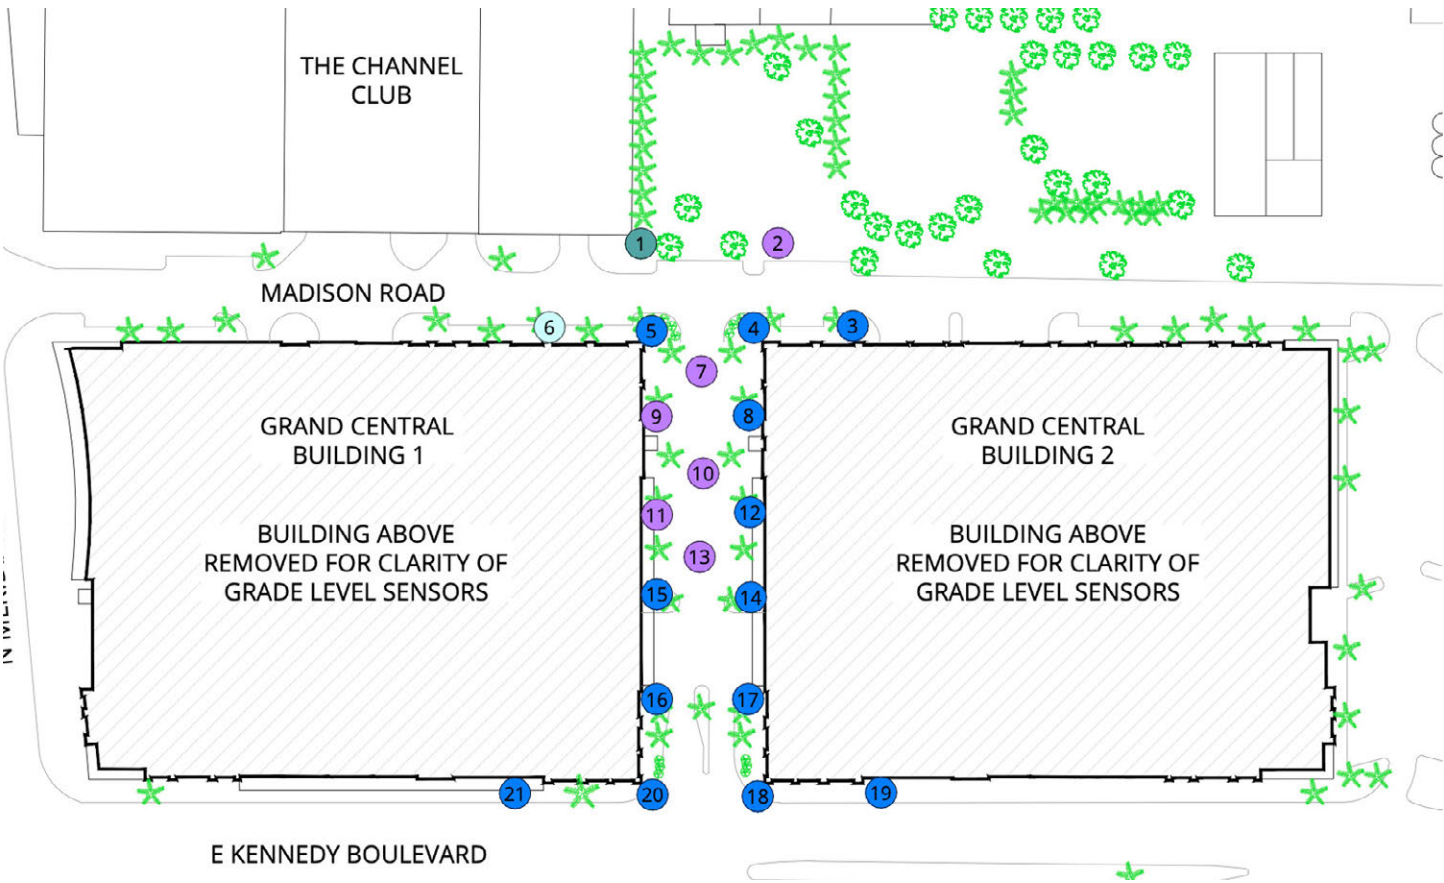 THE CHANNEL
CLUB
1
2
MADISON ROAD
6
5
4
3
7
9
8
GRAND CENTRAL
BUILDING 1
GRAND CENTRAL
BUILDING 2
10
11
12
BUILDING ABOVE
REMOVED FOR CLARITY OF
GRADE LEVEL SENSORS
BUILDING ABOVE
REMOVED FOR CLARITY OF
GRADE LEVEL SENSORS
13
15
14
16
17
21
20
18
19
E KENNEDY BOULEVARD